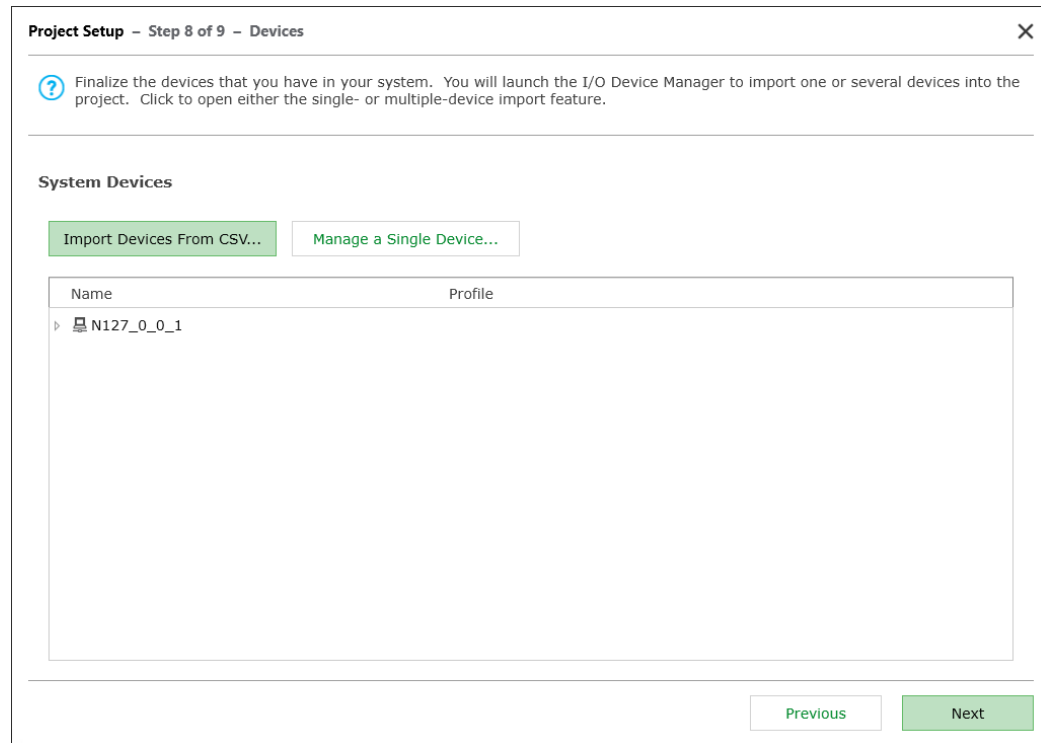 Project Setup – Step 8 of 9 – Devices
Finalize the devices that you have in your system. You will launch the I/O Device Manager to import one or several devices into the
project. Click to open either the single- or multiple-device import feature.
System Devices
Import Devices From CSV... Manage a Single Device...
Name Profile
N127_0_0_1
Previous Next